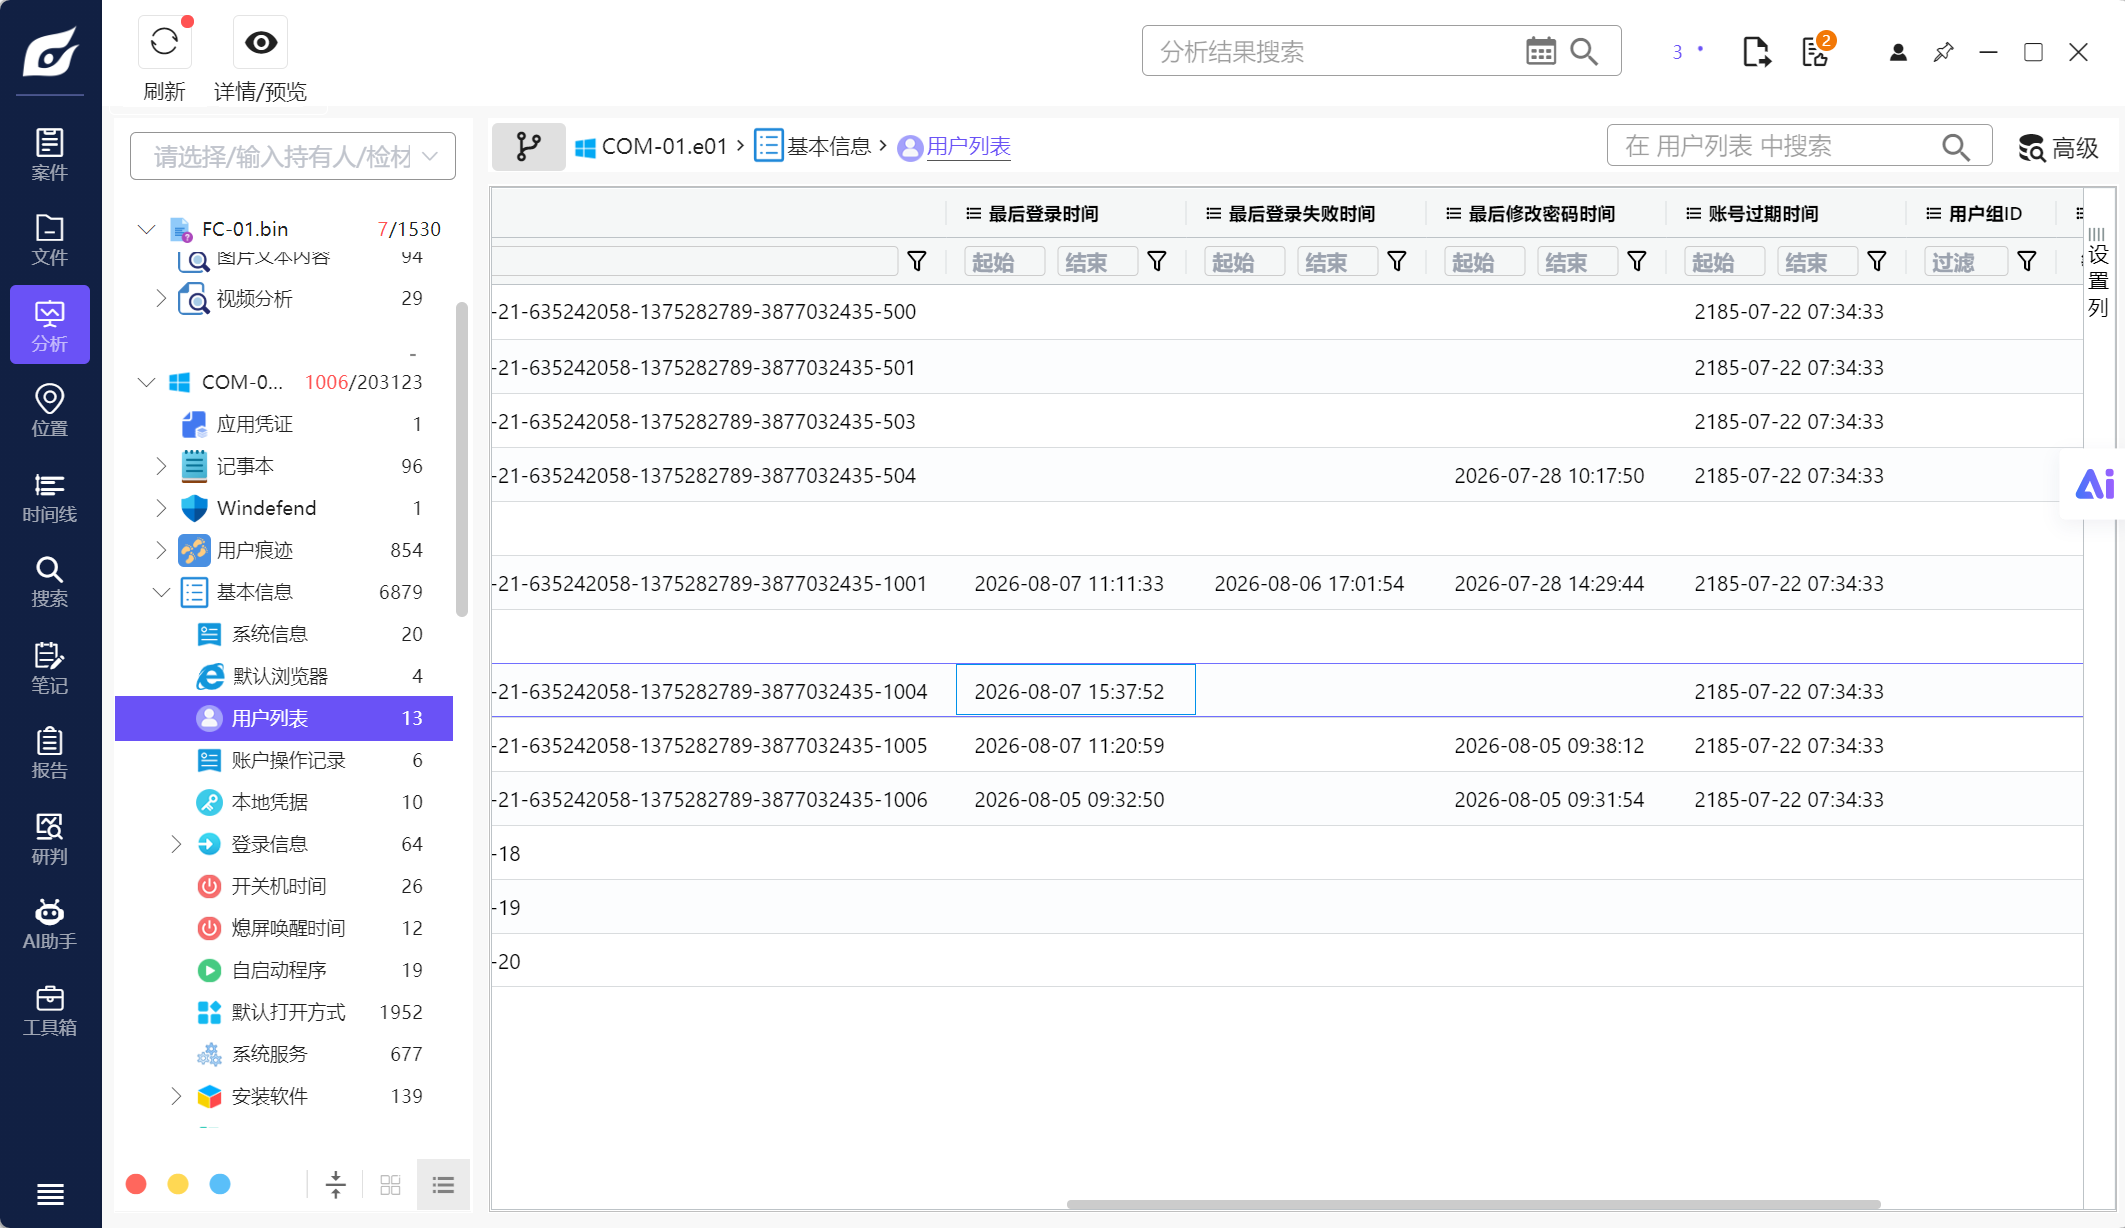 刷新
详情/预览
分析结果搜索
3
2
案件
文件
分析
位置
时间线
搜索
笔记
报告
研判
AI助手
工具箱
请选择/输入持有人/检材
FC-01.bin 7/1530
图片文本内容 94
视频分析 29
-
COM-0... 1006/203123
应用凭证 1
记事本 96
Windefend 1
用户痕迹 854
基本信息 6879
系统信息 20
默认浏览器 4
用户列表 13
账户操作记录 6
本地凭据 10
登录信息 64
开关机时间 26
熄屏唤醒时间 12
自启动程序 19
默认打开方式 1952
系统服务 677
安装软件 139
COM-01.e01 › 基本信息 › 用户列表
在 用户列表 中搜索
高级
最后登录时间 最后登录失败时间 最后修改密码时间 账号过期时间 用户组ID
起始 结束 起始 结束 起始 结束 起始 结束 过滤
-21-635242058-1375282789-3877032435-500 2185-07-22 07:34:33
-21-635242058-1375282789-3877032435-501 2185-07-22 07:34:33
-21-635242058-1375282789-3877032435-503 2185-07-22 07:34:33
-21-635242058-1375282789-3877032435-504 2026-07-28 10:17:50 2185-07-22 07:34:33
-21-635242058-1375282789-3877032435-1001 2026-08-07 11:11:33 2026-08-06 17:01:54 2026-07-28 14:29:44 2185-07-22 07:34:33
-21-635242058-1375282789-3877032435-1004 2026-08-07 15:37:52 2185-07-22 07:34:33
-21-635242058-1375282789-3877032435-1005 2026-08-07 11:20:59 2026-08-05 09:38:12 2185-07-22 07:34:33
-21-635242058-1375282789-3877032435-1006 2026-08-05 09:32:50 2026-08-05 09:31:54 2185-07-22 07:34:33
-18
-19
-20
设置列
Ai